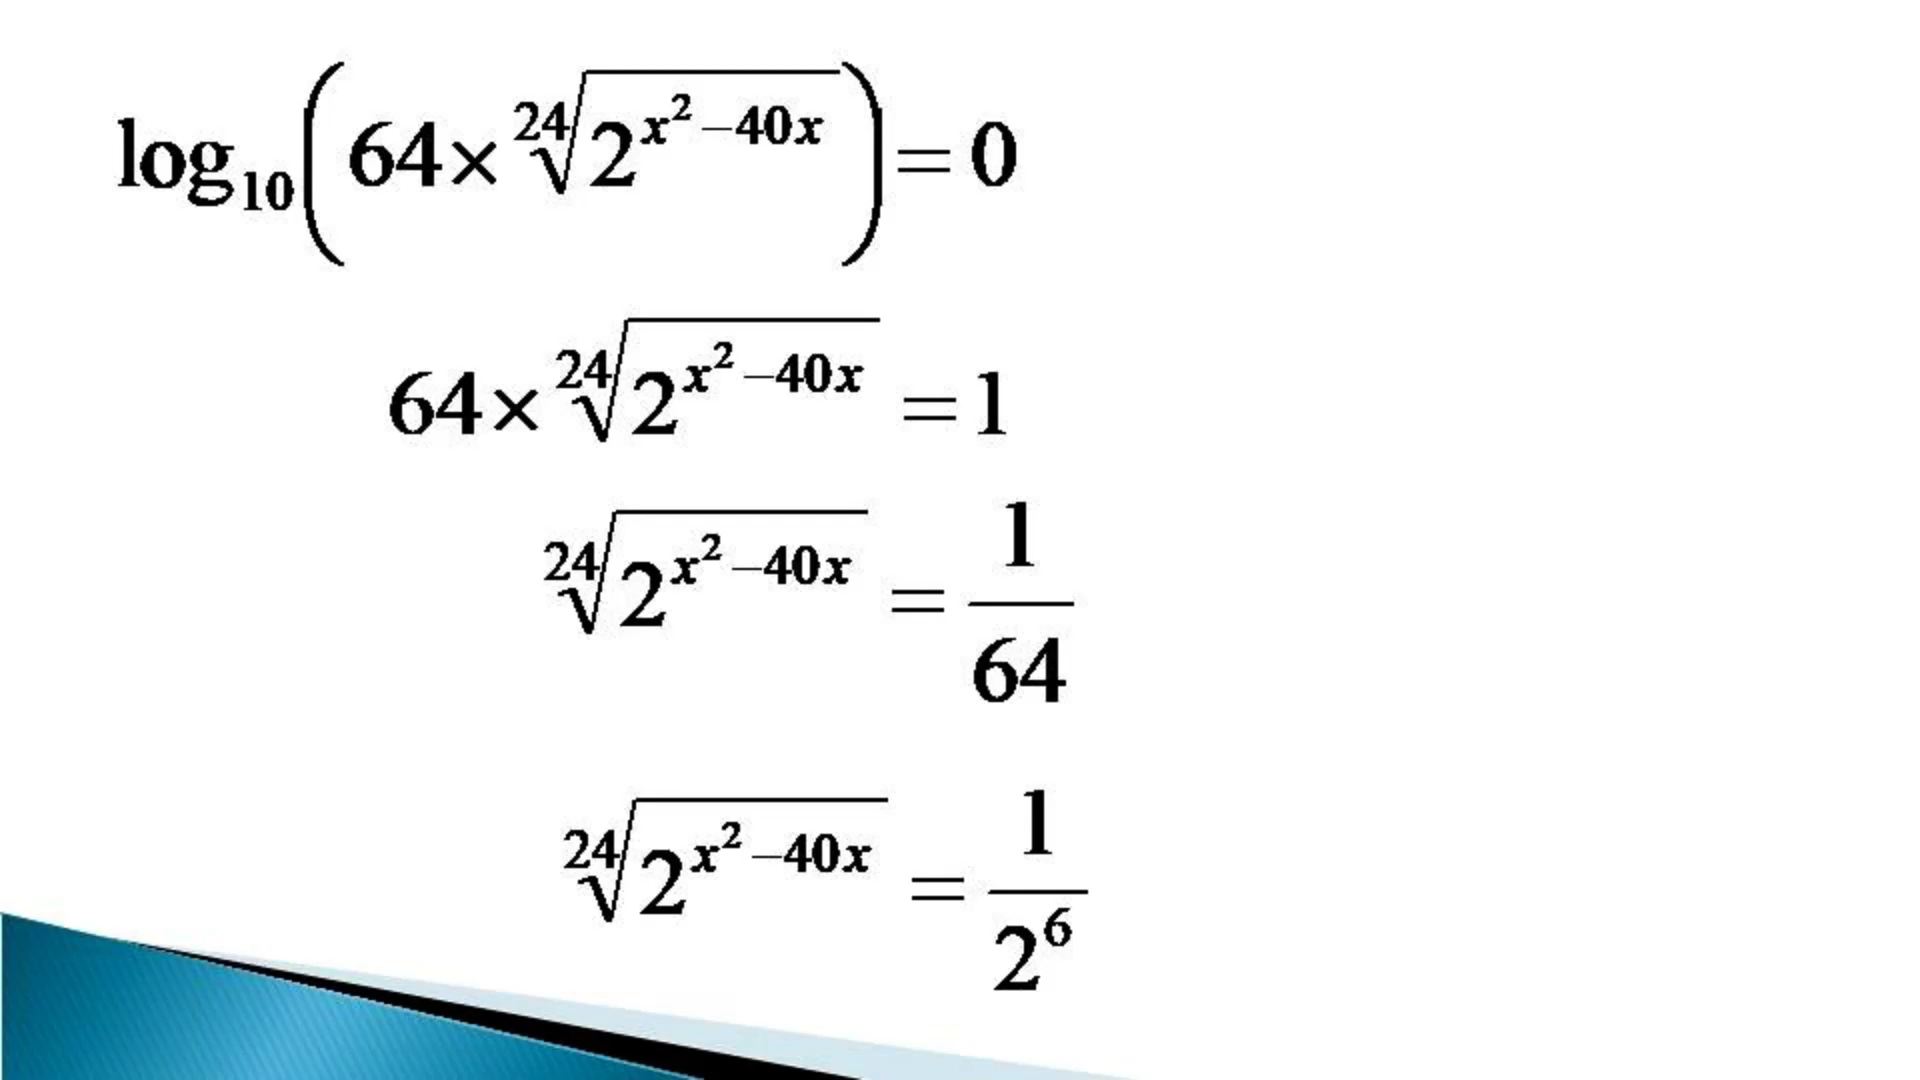 log₁₀(64×²⁴√2^(x²−40x))=0
64×²⁴√2^(x²−40x) =1
²⁴√2^(x²−40x) = 1/64
²⁴√2^(x²−40x) = 1/2⁶